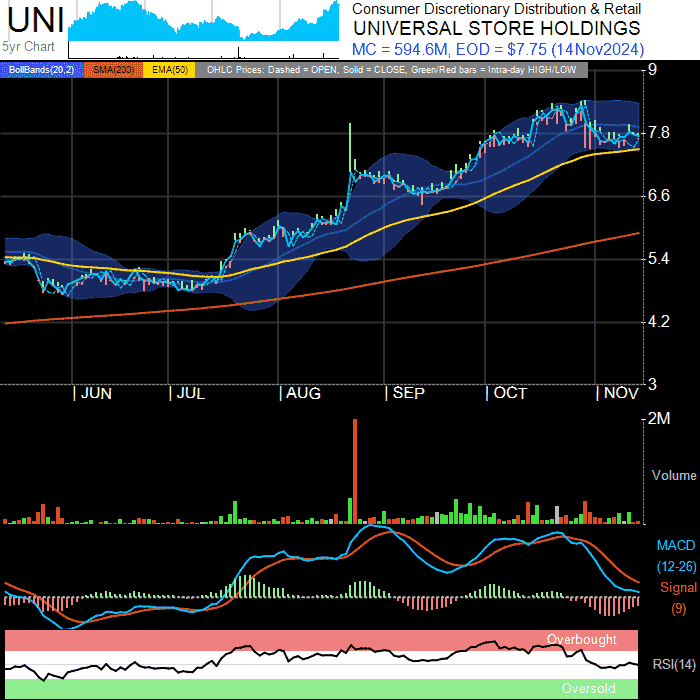 UNI
5yr Chart
Consumer Discretionary Distribution & Retail
UNIVERSAL STORE HOLDINGS
MC = 594.6M, EOD = $7.75 (14Nov2024)
BollBands(20,2) SMA(200) EMA(50) OHLC Prices: Dashed = OPEN, Solid = CLOSE, Green/Red bars = Intra-day HIGH/LOW
9
7.8
6.6
5.4
4.2
3
| JUN | JUL | AUG | SEP | OCT | NOV
2M
Volume
MACD
(12-26)
Signal
(9)
Overbought
RSI(14)
Oversold